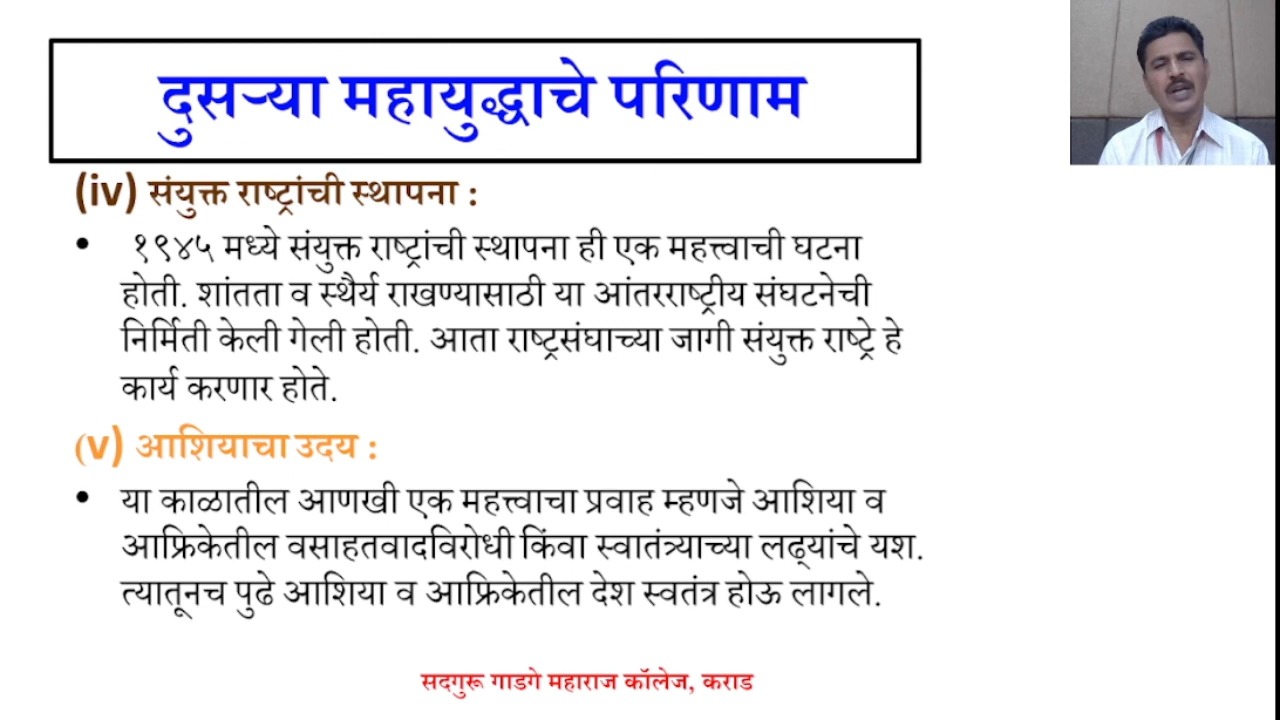 दुसऱ्या महायुद्धाचे परिणाम
(iv) संयुक्त राष्ट्रांची स्थापना :
• १९४५ मध्ये संयुक्त राष्ट्रांची स्थापना ही एक महत्त्वाची घटना
होती. शांतता व स्थैर्य राखण्यासाठी या आंतरराष्ट्रीय संघटनेची
निर्मिती केली गेली होती. आता राष्ट्रसंघाच्या जागी संयुक्त राष्ट्रे हे
कार्य करणार होते.
(v) आशियाचा उदय :
• या काळातील आणखी एक महत्त्वाचा प्रवाह म्हणजे आशिया व
आफ्रिकेतील वसाहतवादविरोधी किंवा स्वातंत्र्याच्या लढ्यांचे यश.
त्यातूनच पुढे आशिया व आफ्रिकेतील देश स्वतंत्र होऊ लागले.
सदगुरू गाडगे महाराज कॉलेज, कराड